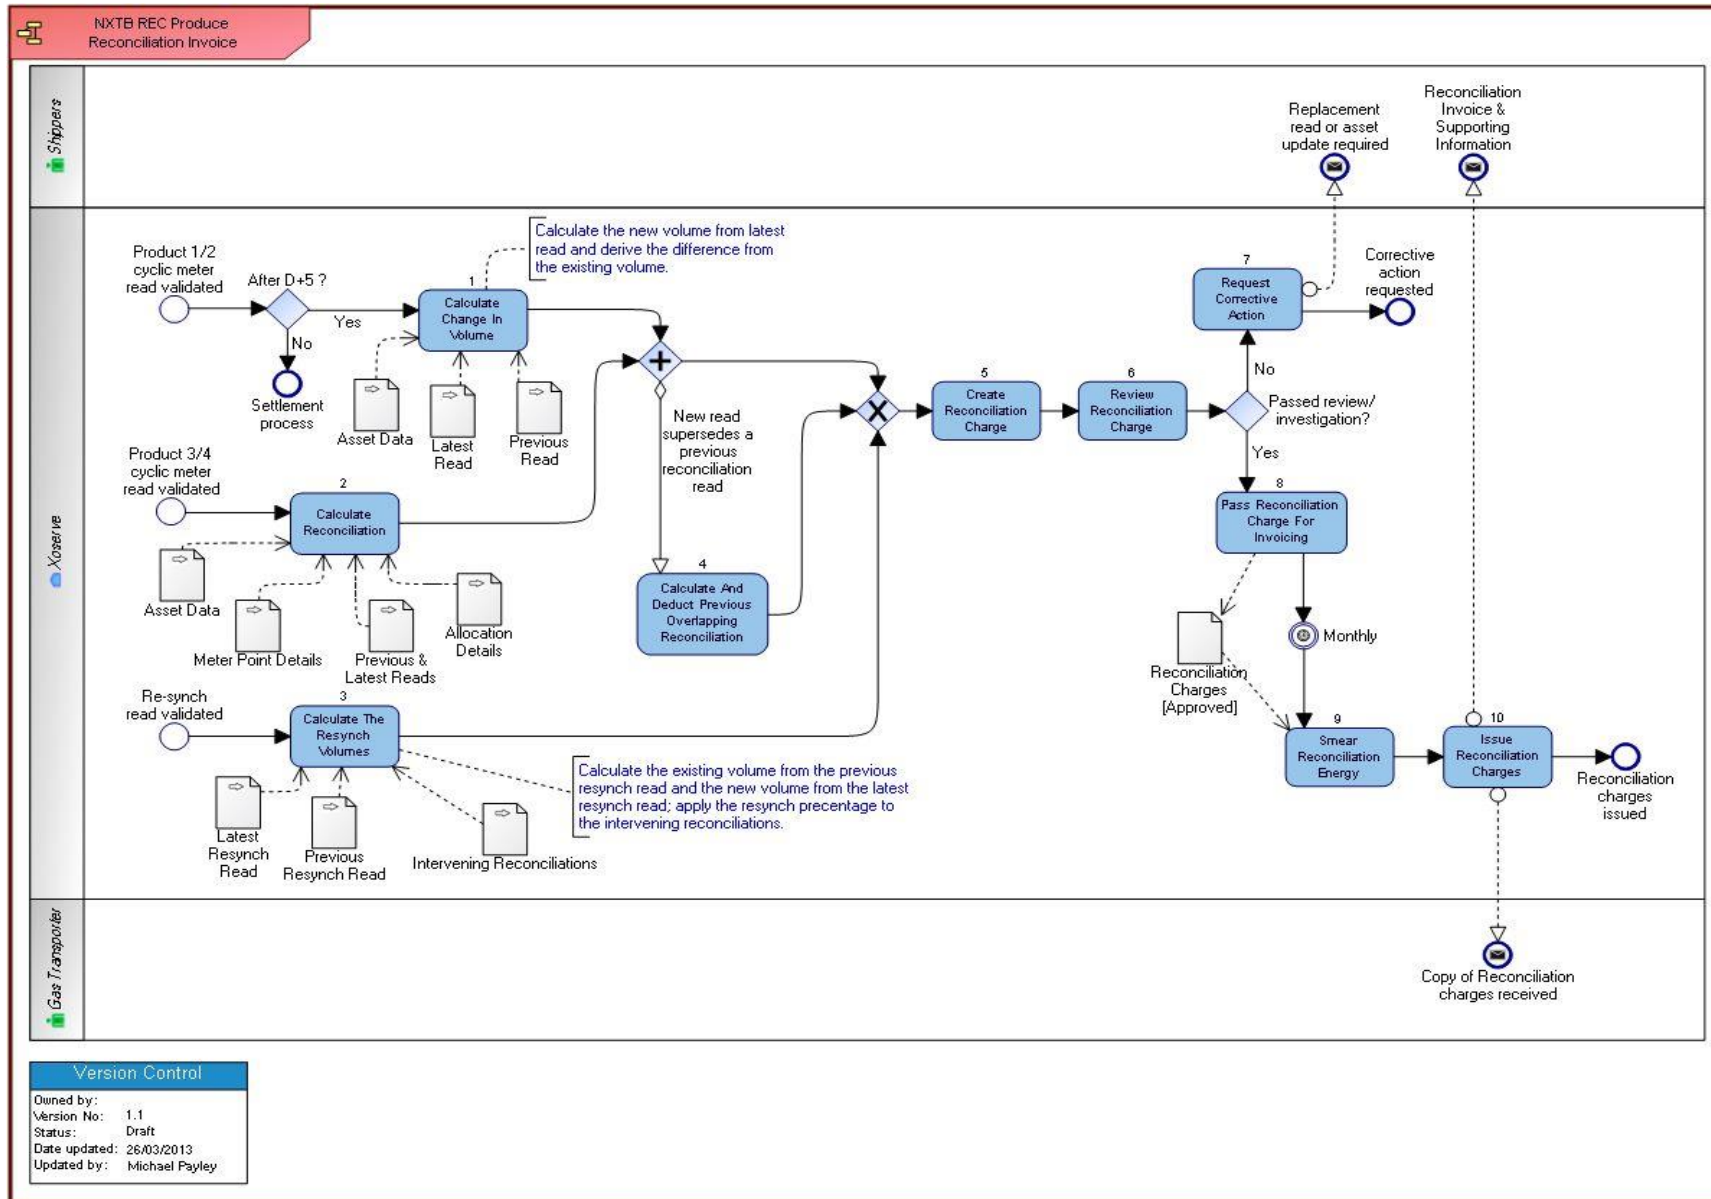 NXTB REC Produce
Reconciliation Invoice
Shippers
Replacement
read or asset
update required
Reconciliation
Invoice &
Supporting
Information
Xoserve
Product 1/2
cyclic meter
read validated
After D+5 ?
Yes
No
Settlement
process
1
Calculate
Change In
Volume
Calculate the new volume from latest
read and derive the difference from
the existing volume.
Asset Data
Latest
Read
Previous
Read
New read
supersedes a
previous
reconciliation
read
Product 3/4
cyclic meter
read validated
2
Calculate
Reconciliation
Asset Data
Meter Point Details
Previous &
Latest Reads
Allocation
Details
4
Calculate And
Deduct Previous
Overlapping
Reconciliation
Re-synch
read validated
3
Calculate The
Resynch
Volumes
Latest
Resynch
Read
Previous
Resynch Read
Intervening Reconciliations
Calculate the existing volume from the previous
resynch read and the new volume from the latest
resynch read; apply the resynch precentage to
the intervening reconciliations.
5
Create
Reconciliation
Charge
6
Review
Reconciliation
Charge
Passed review/
investigation?
No
Yes
7
Request
Corrective
Action
Corrective
action
requested
8
Pass Reconciliation
Charge For
Invoicing
Monthly
Reconciliation
Charges
[Approved]
9
Smear
Reconciliation
Energy
10
Issue
Reconciliation
Charges
Reconciliation
charges
issued
Gas Transporter
Copy of Reconciliation
charges received
Version Control
Owned by:
Version No: 1.1
Status: Draft
Date updated: 26/03/2013
Updated by: Michael Payley